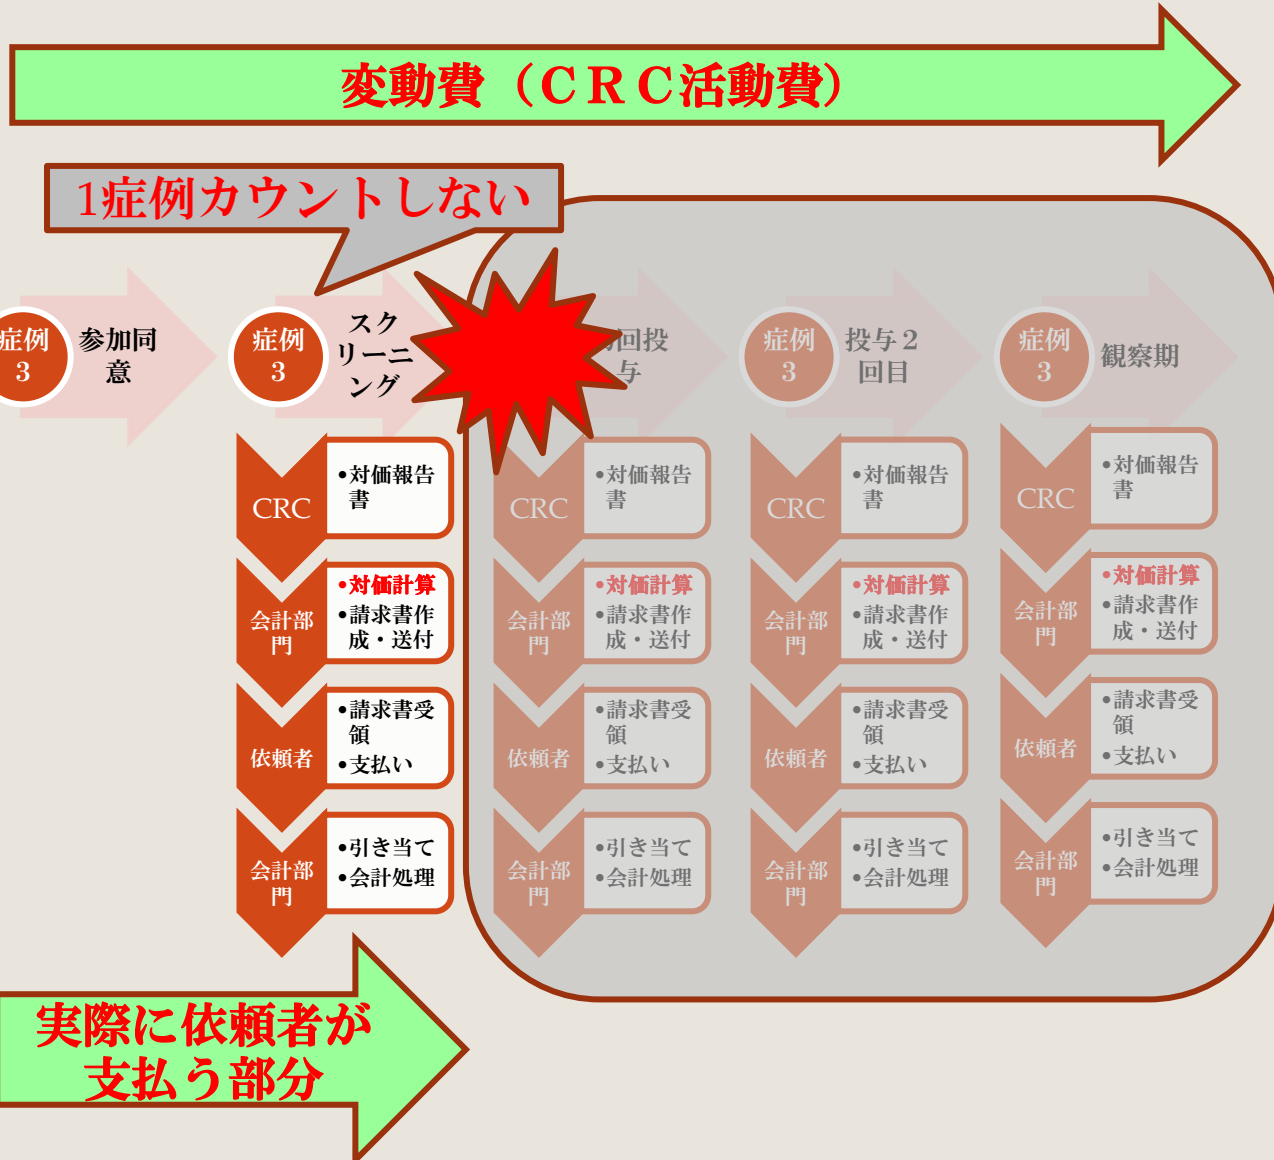 変動費（ＣＲＣ活動費）
1症例カウントしない
症例
3
参加同
意
症例
3
スク
リーニ
ング
回投
与
症例
3
投与２
回目
症例
3
観察期
CRC
•対価報告
書
会計部
門
•対価計算
•請求書作
成・送付
依頼者
•請求書受
領
•支払い
会計部
門
•引き当て
•会計処理
CRC
•対価報告
書
会計部
門
•対価計算
•請求書作
成・送付
依頼者
•請求書受
領
•支払い
会計部
門
•引き当て
•会計処理
CRC
•対価報告
書
会計部
門
•対価計算
•請求書作
成・送付
依頼者
•請求書受
領
•支払い
会計部
門
•引き当て
•会計処理
CRC
•対価報告
書
会計部
門
•対価計算
•請求書作
成・送付
依頼者
•請求書受
領
•支払い
会計部
門
•引き当て
•会計処理
実際に依頼者が
支払う部分